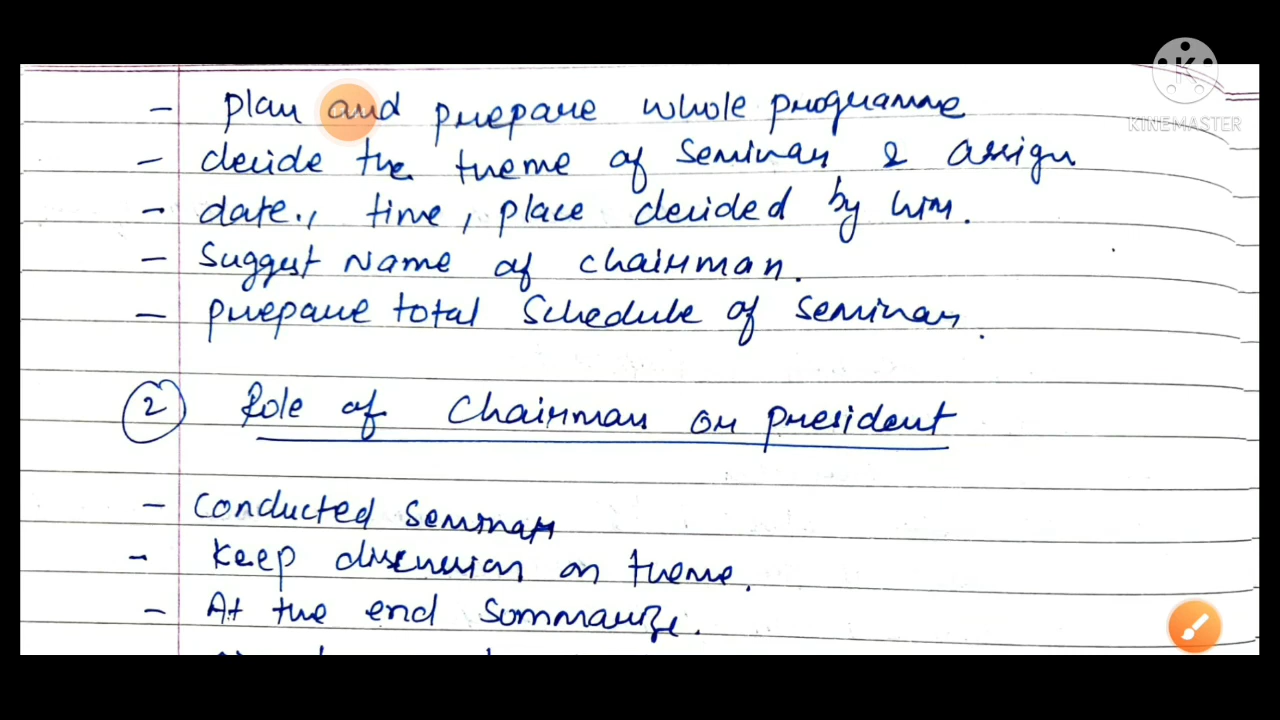 - plan and prepare whole programme
- decide the theme of seminar & assign
- date., time, place decided by him.
- Suggest Name of chairman.
- prepare total Schedule of seminar.
2 Role of Chairman or president
- Conducted seminar
- Keep discussion on theme.
- At the end summarize.
KINEMASTER